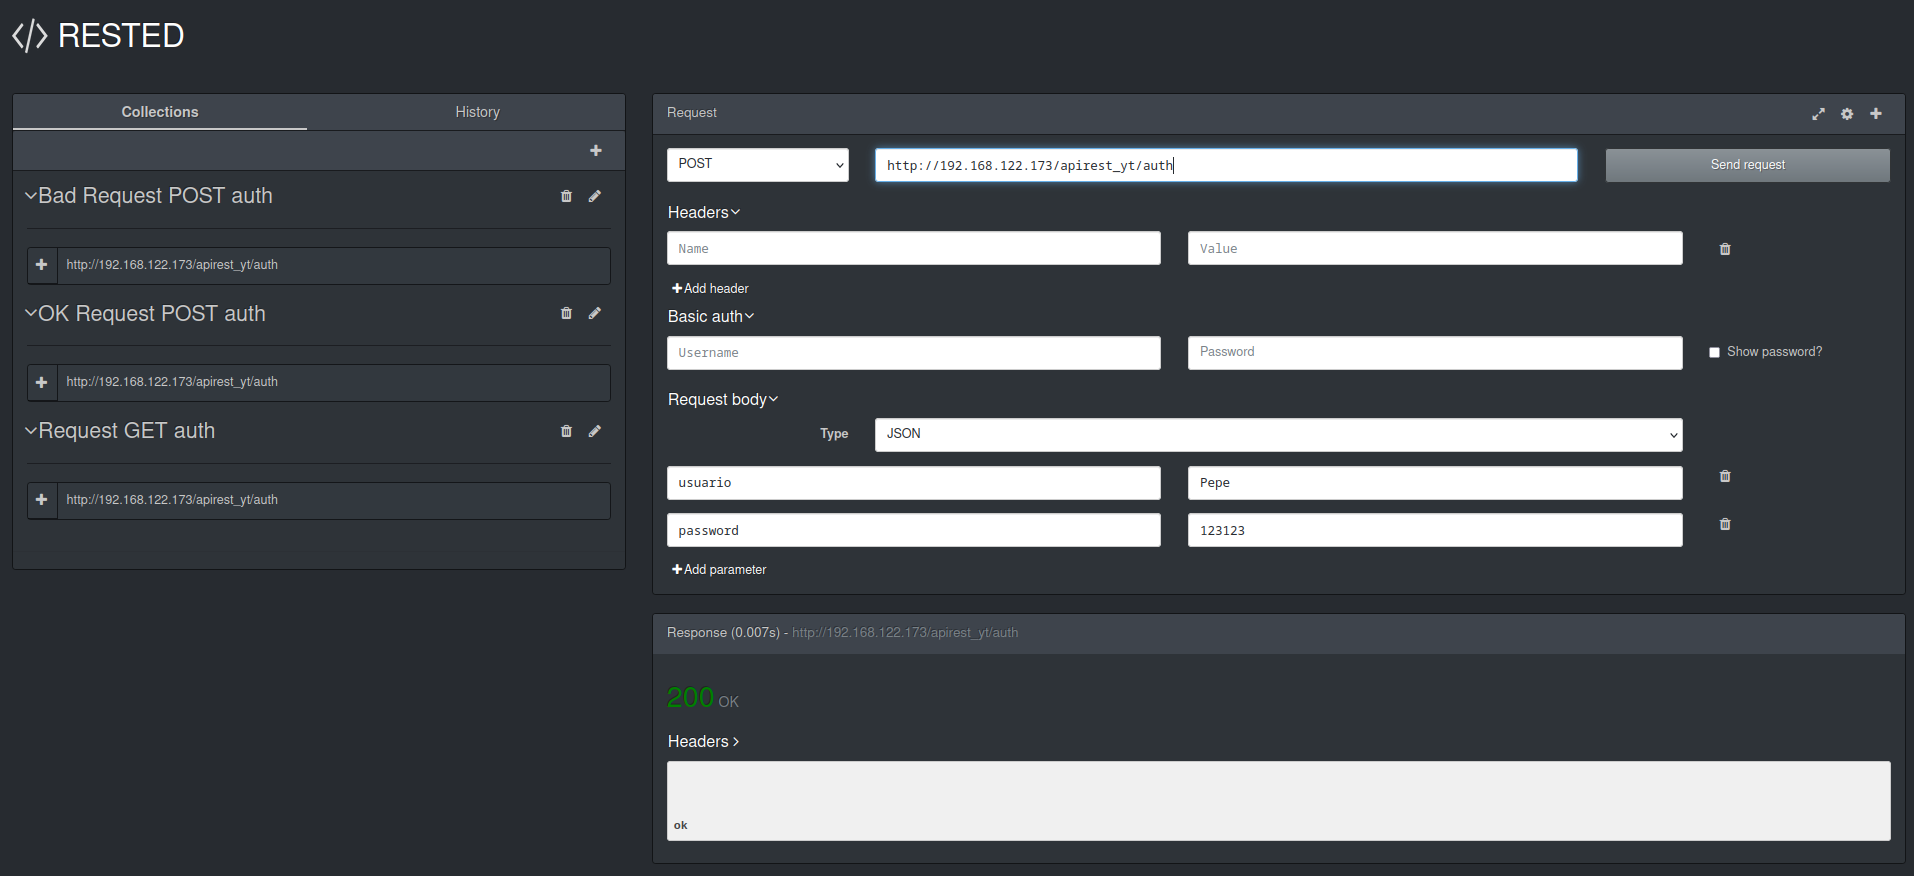 </> RESTED
Collections History
Bad Request POST auth
http://192.168.122.173/apirest_yt/auth
OK Request POST auth
http://192.168.122.173/apirest_yt/auth
Request GET auth
http://192.168.122.173/apirest_yt/auth
Request
POST http://192.168.122.173/apirest_yt/auth Send request
Headers
Name Value
Add header
Basic auth
Username Password Show password?
Request body
Type JSON
usuario Pepe
password 123123
Add parameter
Response (0.007s) - http://192.168.122.173/apirest_yt/auth
200 OK
Headers
ok